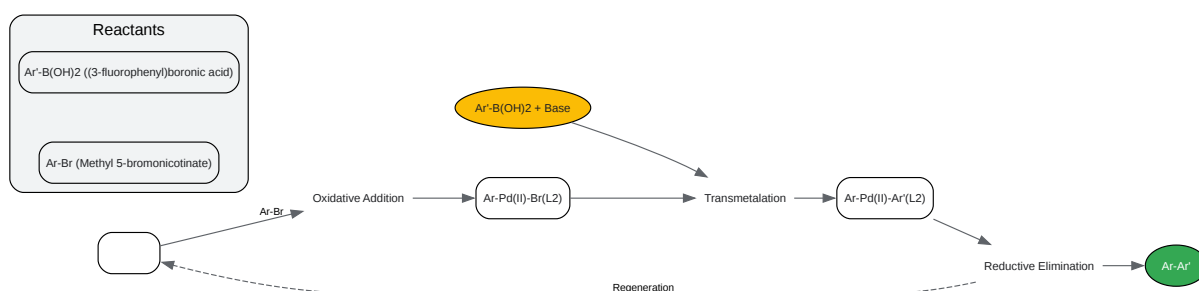 Reactants
Ar'-B(OH)2 ((3-fluorophenyl)boronic acid)
Ar-Br (Methyl 5-bromonicotinate)
Ar'-B(OH)2 + Base
Ar-Br
Oxidative Addition
Ar-Pd(II)-Br(L2)
Transmetalation
Ar-Pd(II)-Ar'(L2)
Reductive Elimination
Ar-Ar'
Regeneration